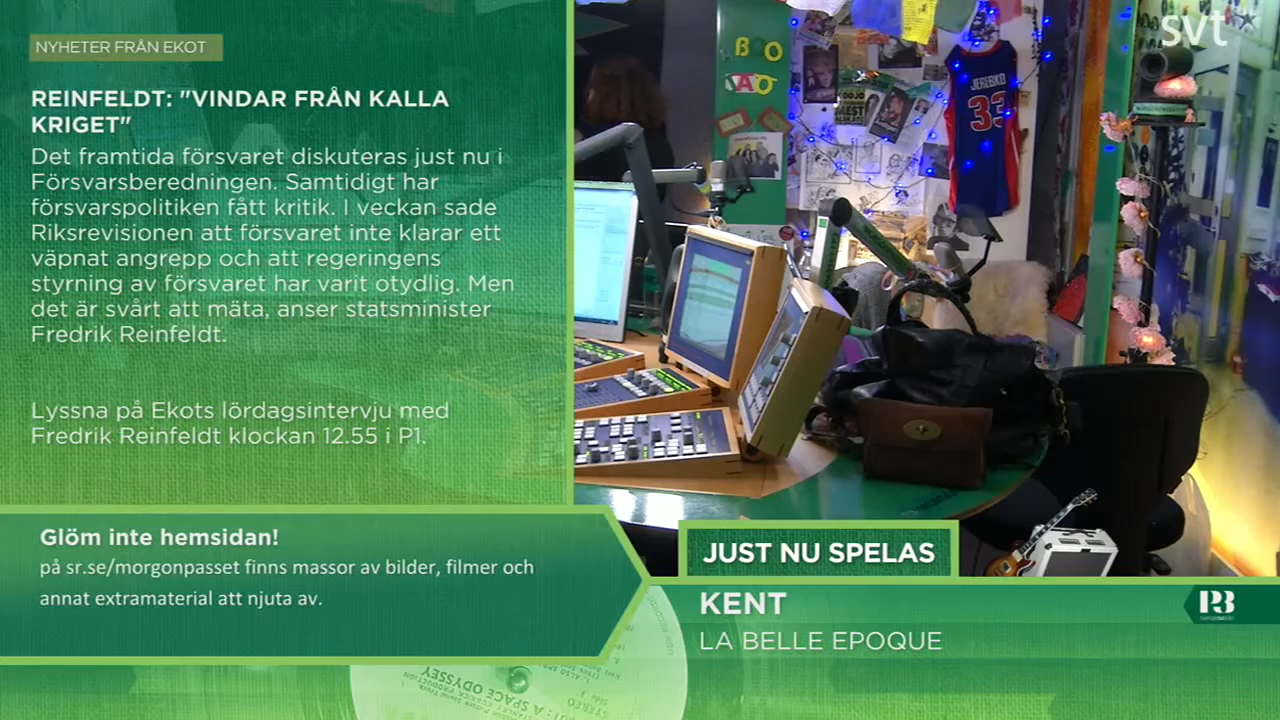 NYHETER FRÅN EKOT
REINFELDT: "VINDAR FRÅN KALLA
KRIGET"
Det framtida försvaret diskuteras just nu i
Försvarsberedningen. Samtidigt har
försvarspolitiken fått kritik. I veckan sade
Riksrevisionen att försvaret inte klarar ett
väpnat angrepp och att regeringens
styrning av försvaret har varit otydlig. Men
det är svårt att mäta, anser statsminister
Fredrik Reinfeldt.
Lyssna på Ekots lördagsintervju med
Fredrik Reinfeldt klockan 12.55 i P1.
svt
BO
JEREBKO
33
Glöm inte hemsidan!
på sr.se/morgonpasset finns massor av bilder, filmer och
annat extramaterial att njuta av.
JUST NU SPELAS
KENT
LA BELLE EPOQUE
P3
A SPACE ODYSSEY
STEREO